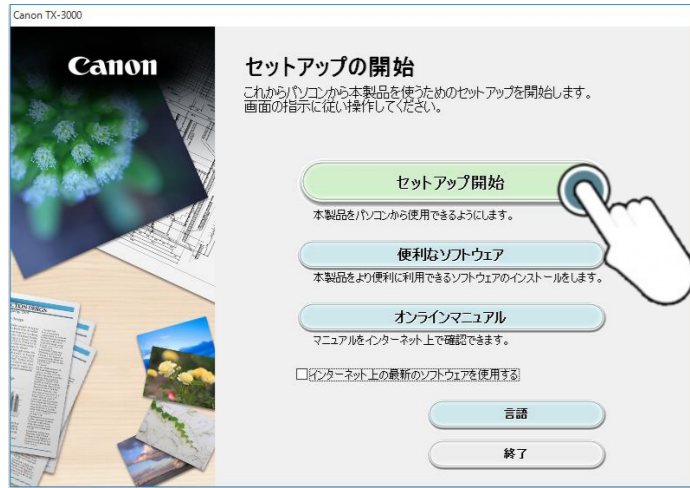 Canon TX-3000
Canon
セットアップの開始
これからパソコンから本製品を使うためのセットアップを開始します。
画面の指示に従い操作してください。
セットアップ開始
本製品をパソコンから使用できるようにします。
便利なソフトウェア
本製品をより便利に利用できるソフトウェアのインストールをします。
オンラインマニュアル
マニュアルをインターネット上で確認できます。
インターネット上の最新のソフトウェアを使用する
言語
終了